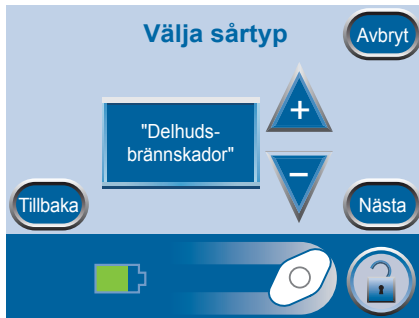 Välja sårtyp
Avbryt
"Delhuds-
brännskador"
+
−
Tillbaka
Nästa